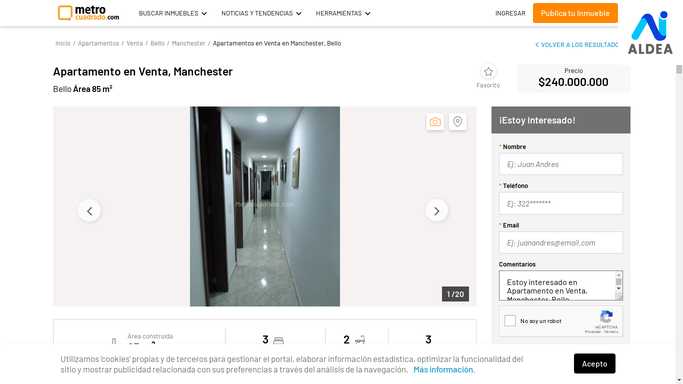 metro
cuadrado.com
BUSCAR INMUEBLES
NOTICIAS Y TENDENCIAS
HERRAMIENTAS
INGRESAR
Publica tu Inmueble
AI
ALDEA
Inicio / Apartamentos / Venta / Bello / Manchester / Apartamentos en Venta en Manchester, Bello
VOLVER A LOS RESULTADO
Apartamento en Venta, Manchester
Bello Área 85 m²
Favorito
Precio
$240.000.000
¡Estoy Interesado!
* Nombre
Ej: Juan Andres
* Teléfono
Ej: 322*******
* Email
Ej: juanandres@email.com
Comentarios
Estoy interesado en
Apartamento en Venta,
Manchester, Bello
No soy un robot
reCAPTCHA
Privacidad - Términos
1 / 20
Área construida
3
2
3
Utilizamos 'cookies' propias y de terceros para gestionar el portal, elaborar información estadística, optimizar la funcionalidad del
sitio y mostrar publicidad relacionada con sus preferencias a través del análisis de la navegación. Más información.
Acepto